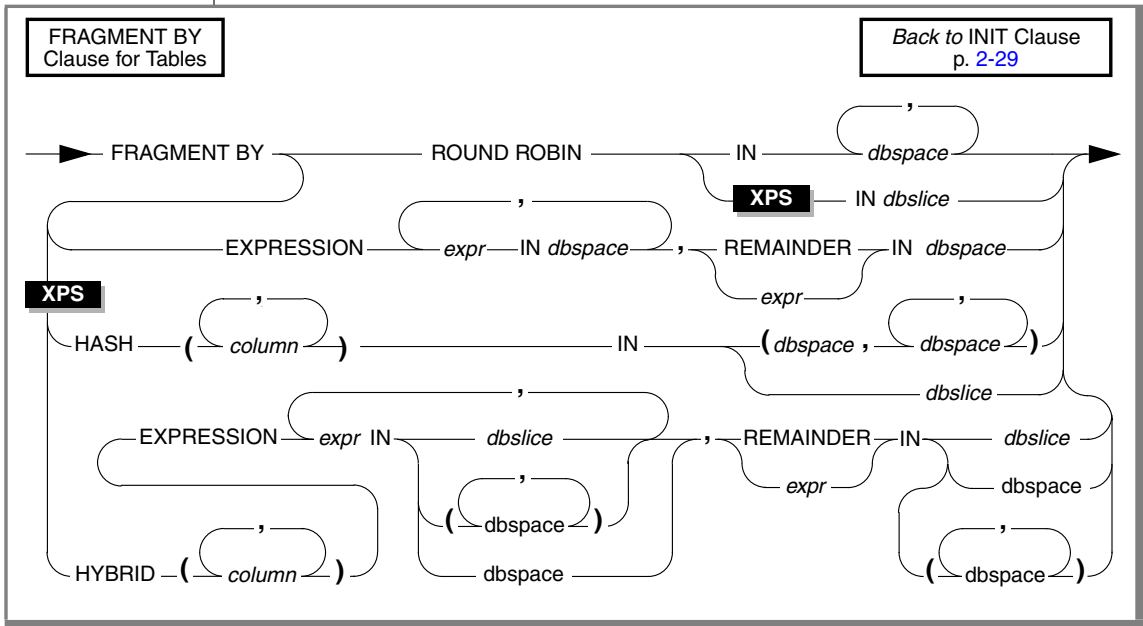 FRAGMENT BY
Clause for Tables
Back to INIT Clause
p. 2-29
,
FRAGMENT BY ROUND ROBIN IN dbspace
XPS IN dbslice
,
EXPRESSION expr IN dbspace , REMAINDER IN dbspace
expr
XPS
, ,
HASH ( column ) IN ( dbspace , dbspace )
dbslice
,
EXPRESSION expr IN dbslice , REMAINDER IN dbslice
expr dbspace
, ,
( dbspace ) ( dbspace )
,
HYBRID ( column ) dbspace